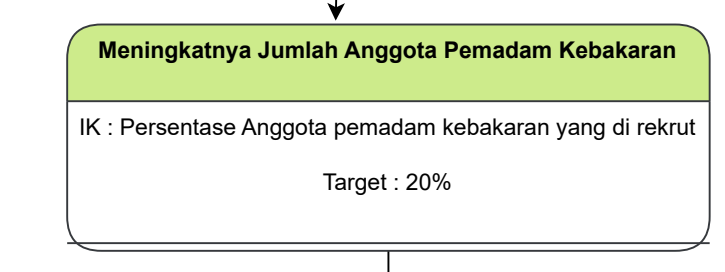 Meningkatnya Jumlah Anggota Pemadam Kebakaran
IK : Persentase Anggota pemadam kebakaran yang di rekrut
Target : 20%